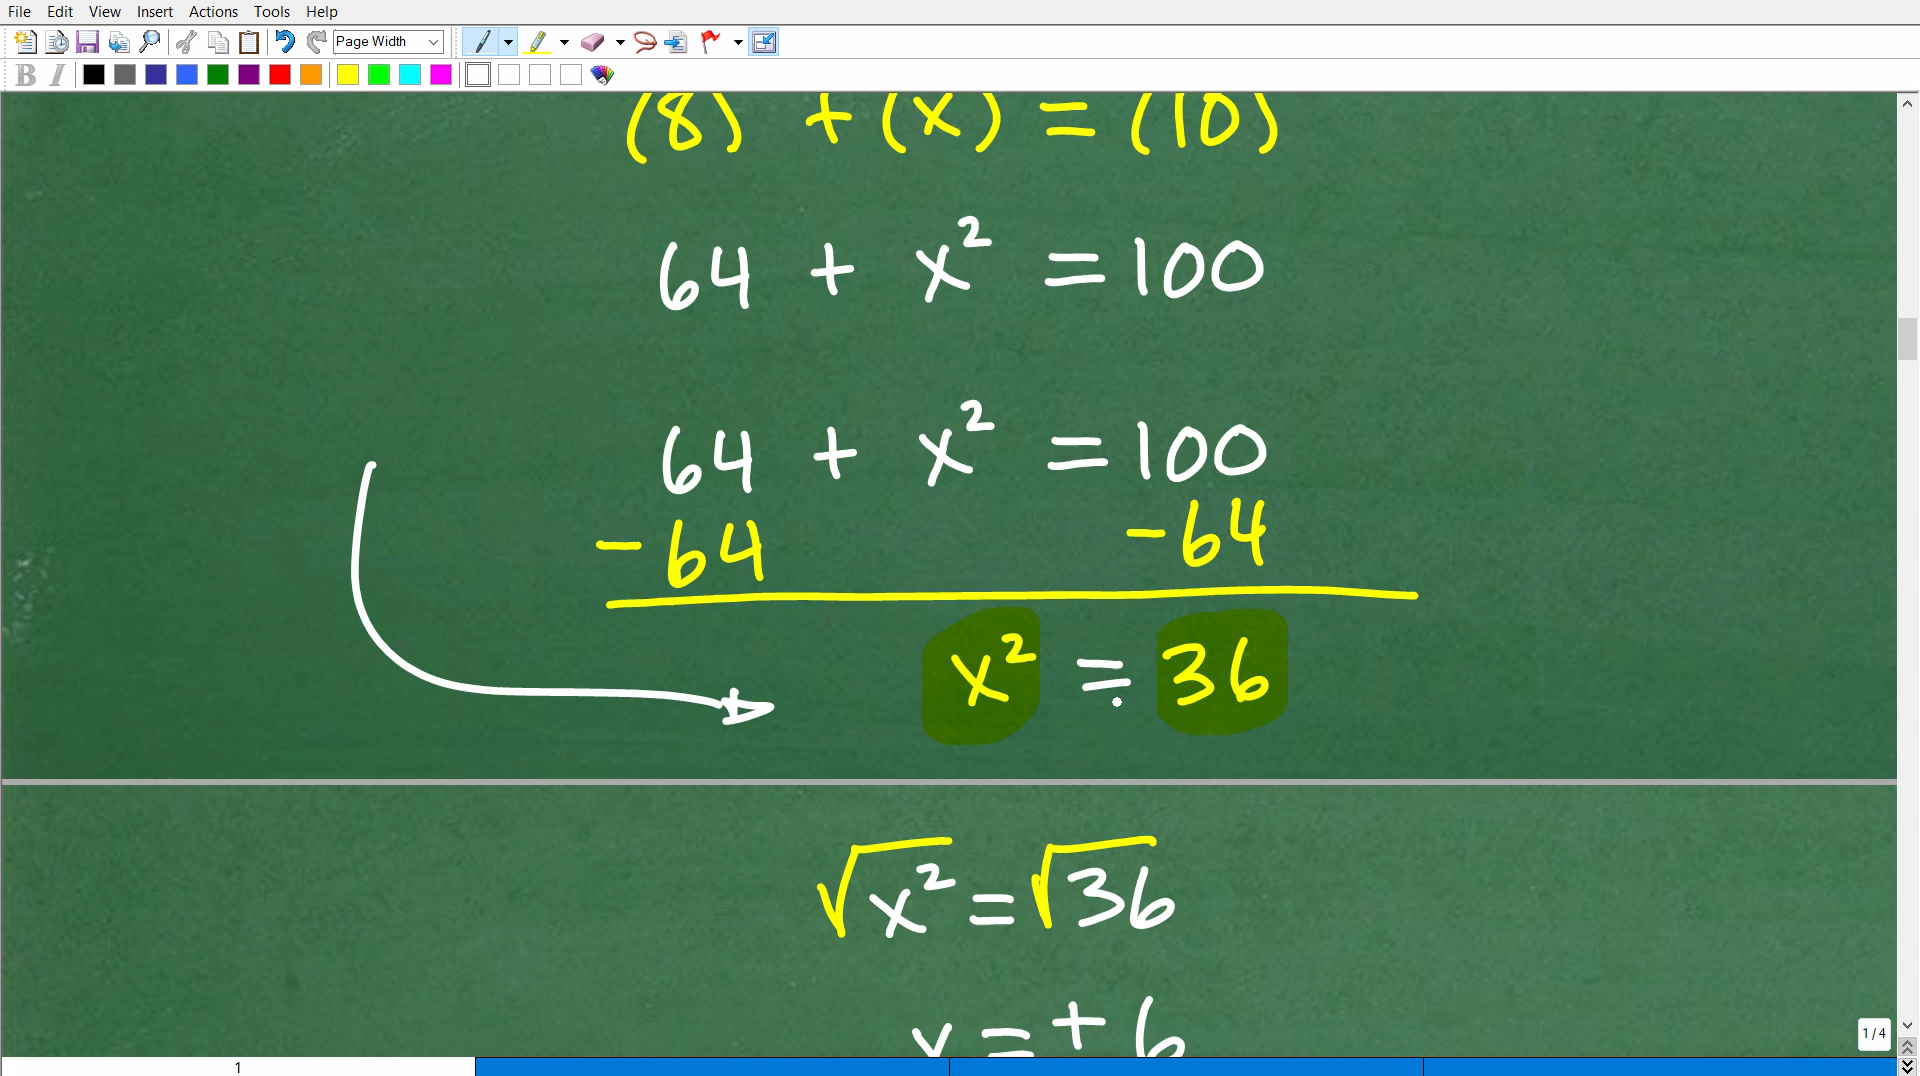 File Edit View Insert Actions Tools Help
Page Width
B I
(8) + (x) = (10)
64 + x² = 100
64 + x² = 100
-64 -64
x² = 36
√x² = √36
x = + 6
1 / 4
1